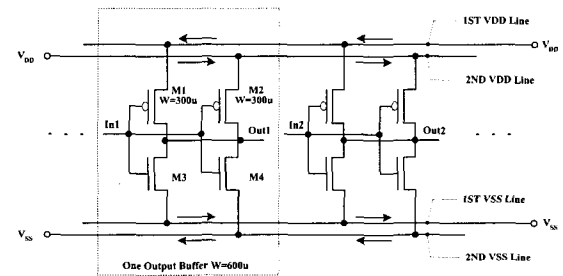 1ST VDD Line
V_DD
V_DD
2ND VDD Line
M1
W=300u
M2
W=300u
In1
Out1
In2
Out2
. . .
. . .
M3
M4
1ST VSS Line
V_SS
V_SS
2ND VSS Line
One Output Buffer W=600u